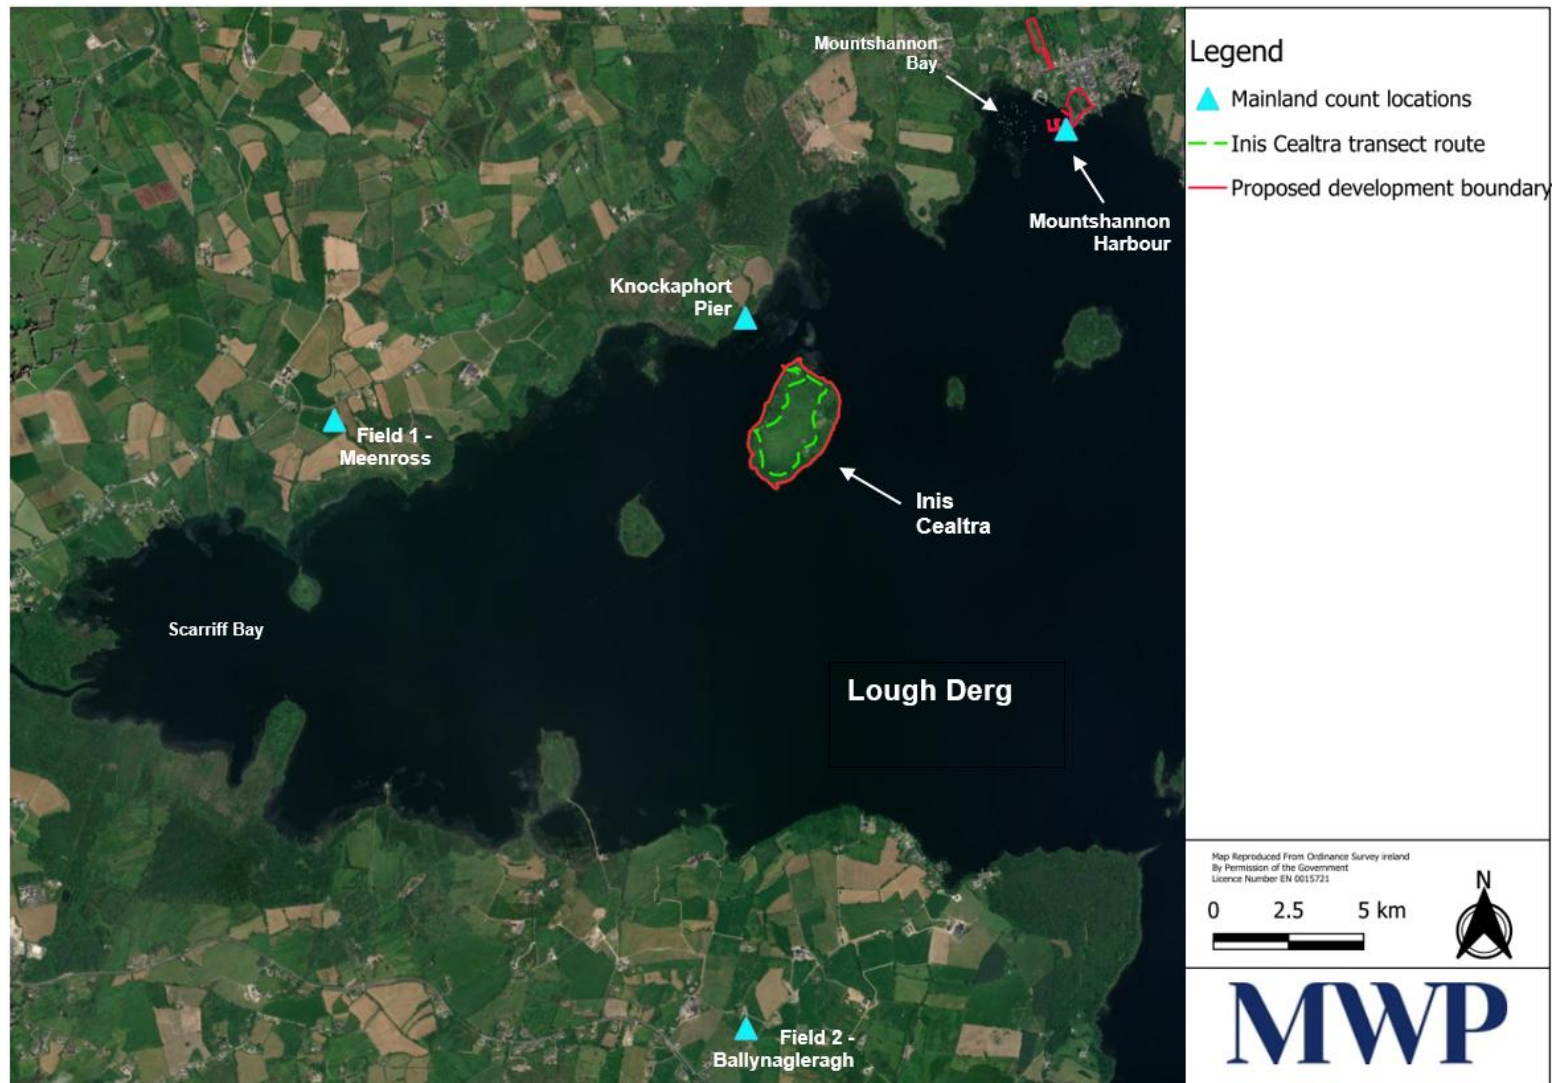 Mountshannon
Bay
Mountshannon
Harbour
Knockaphort
Pier
Field 1 -
Meenross
Inis
Cealtra
Scarriff Bay
Lough Derg
Field 2 -
Ballynagleragh
Legend
Mainland count locations
Inis Cealtra transect route
Proposed development boundary
Map Reproduced From Ordinance Survey ireland
By Permission of the Government
Licence Number EN 0015721
0 2.5 5 km
N
MWP